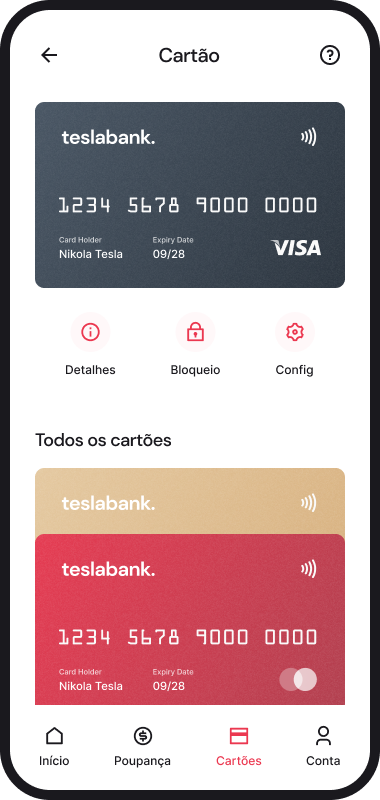 Cartão
teslabank.
1234 5678 9000 0000
Card Holder Expiry Date
Nikola Tesla 09/28
VISA
Detalhes Bloqueio Config
Todos os cartões
teslabank.
teslabank.
1234 5678 9000 0000
Card Holder Expiry Date
Nikola Tesla 09/28
Início Poupança Cartões Conta